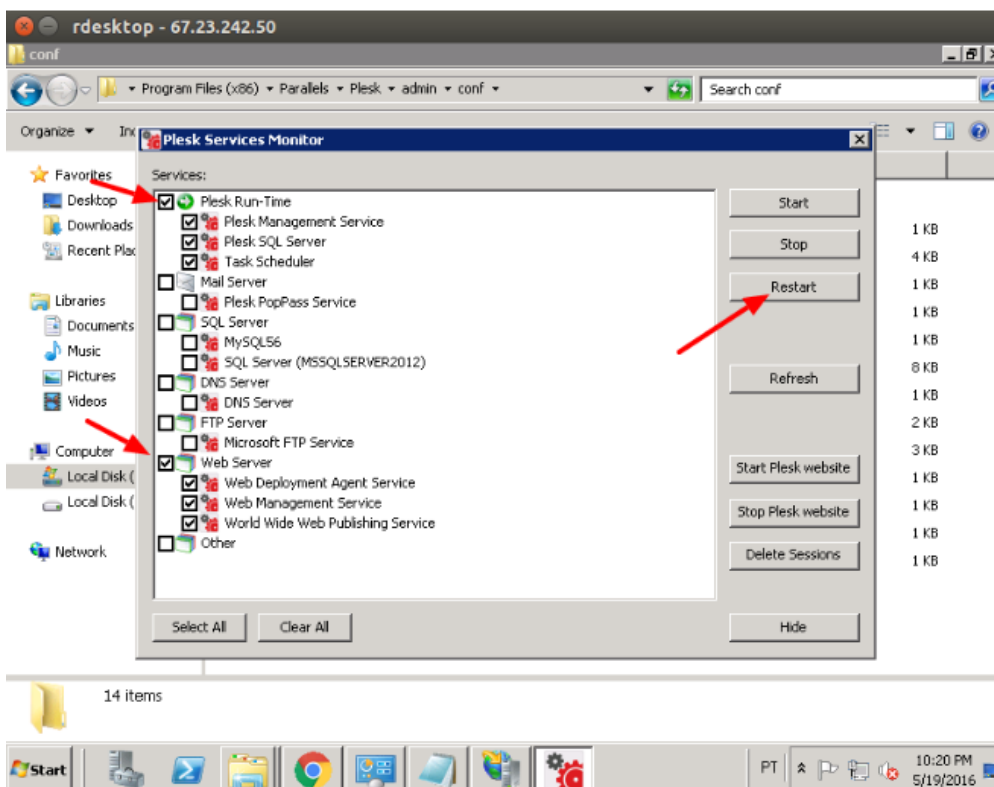 rdesktop - 67.23.242.50
conf
Program Files (x86) Parallels Plesk admin conf
Search conf
Organize
Plesk Services Monitor
Favorites
Desktop
Downloads
Recent
Libraries
Documents
Music
Pictures
Videos
Computer
Local Disk (
Local Disk (
Network
Services:
Plesk Run-Time
Plesk Management Service
Plesk SQL Server
Task Scheduler
Mail Server
Plesk PopPass Service
SQL Server
MySQL56
SQL Server (MSSQLSERVER2012)
DNS Server
DNS Server
FTP Server
Microsoft FTP Service
Web Server
Web Deployment Agent Service
Web Management Service
World Wide Web Publishing Service
Other
Start
Stop
Restart
Refresh
Start Plesk website
Stop Plesk website
Delete Sessions
Select All
Clear All
Hide
1 KB
4 KB
1 KB
1 KB
1 KB
8 KB
1 KB
2 KB
3 KB
1 KB
1 KB
1 KB
1 KB
14 items
Start
PT
10:20 PM
5/19/2016